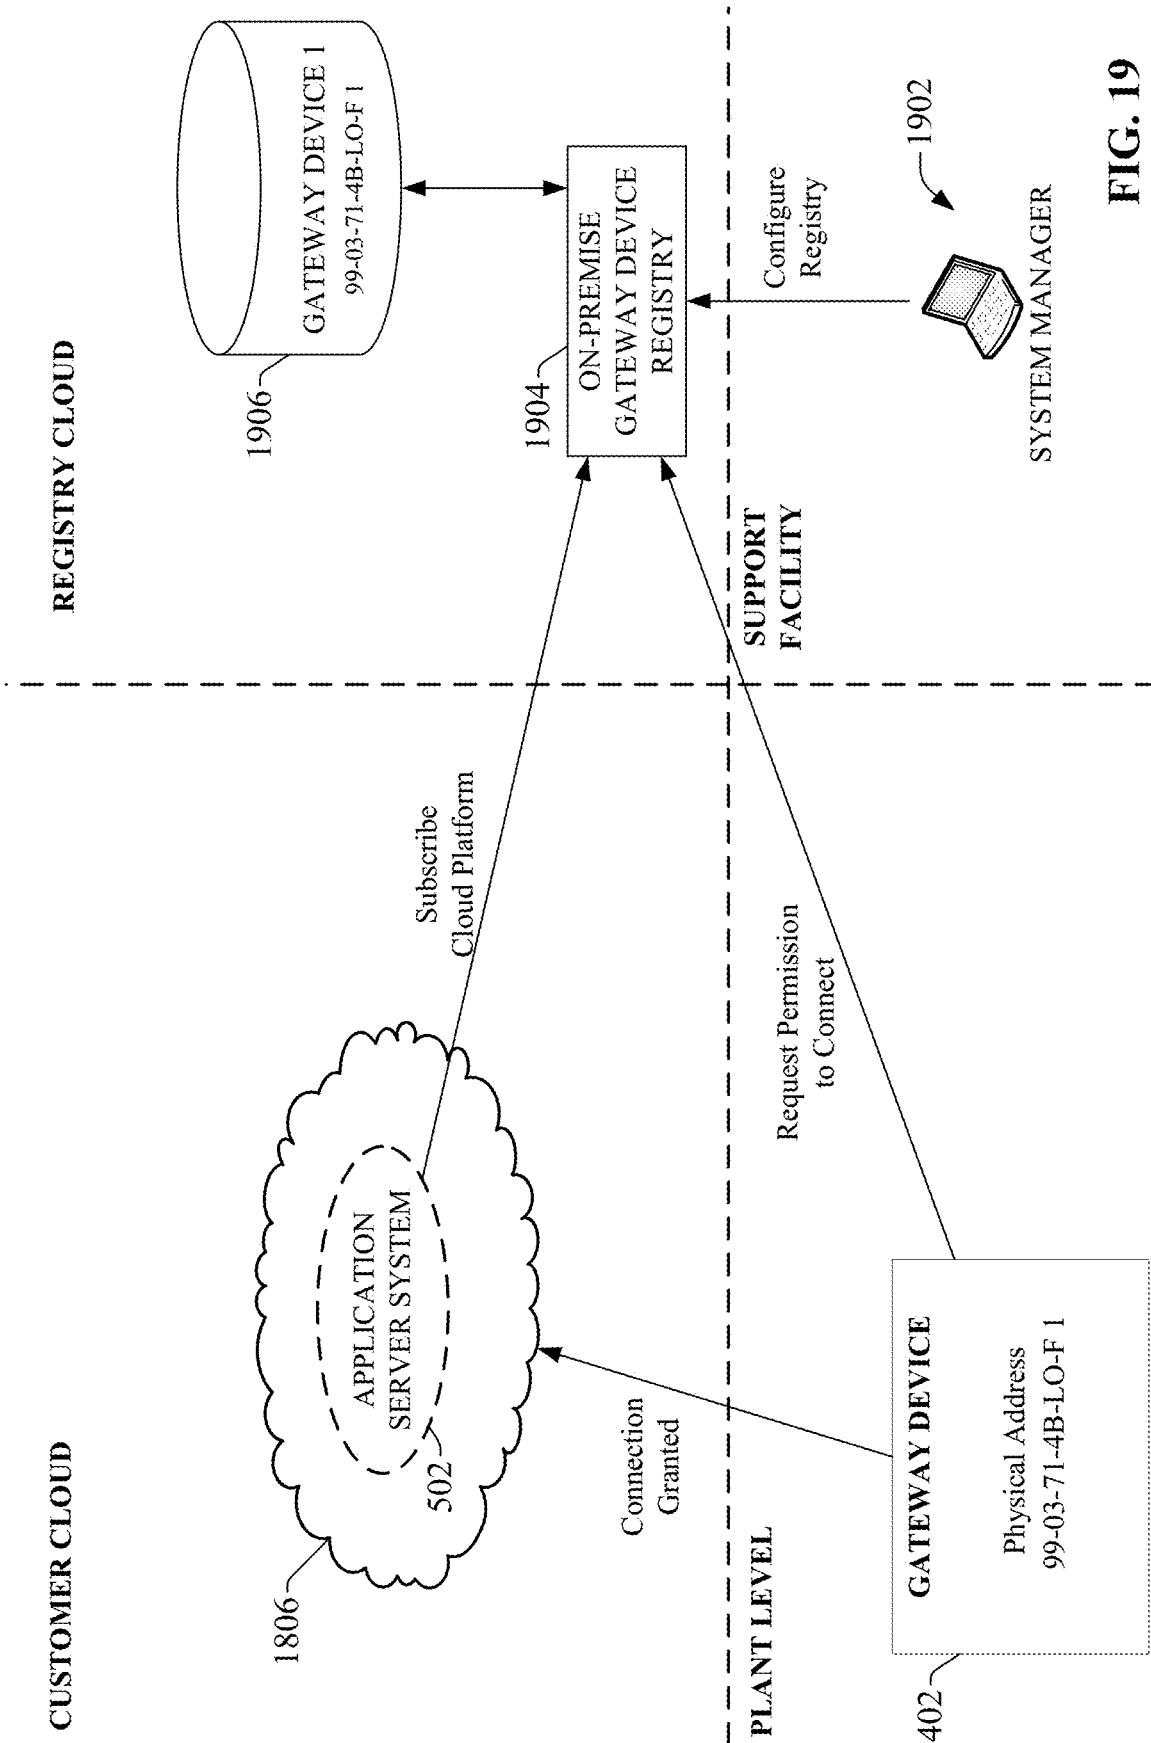 CUSTOMER CLOUD
REGISTRY CLOUD
1806
APPLICATION
SERVER SYSTEM
502
Subscribe
Cloud Platform
1906
GATEWAY DEVICE 1
99-03-71-4B-LO-F 1
1904
ON-PREMISE
GATEWAY DEVICE
REGISTRY
Connection
Granted
PLANT LEVEL
Request Permission
to Connect
SUPPORT
FACILITY
Configure
Registry
402
GATEWAY DEVICE
Physical Address
99-03-71-4B-LO-F 1
1902
SYSTEM MANAGER
FIG. 19